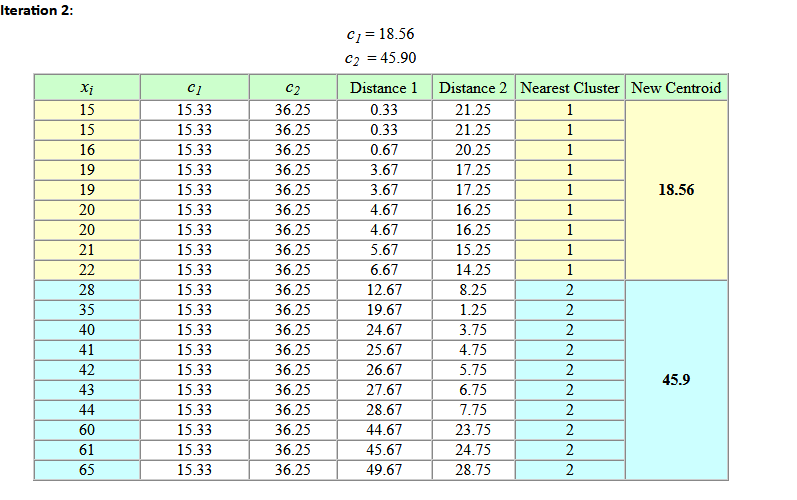 Iteration 2:
c1 = 18.56
c2 = 45.90
xi c1 c2 Distance 1 Distance 2 Nearest Cluster New Centroid
15 15.33 36.25 0.33 21.25 1
15 15.33 36.25 0.33 21.25 1
16 15.33 36.25 0.67 20.25 1
19 15.33 36.25 3.67 17.25 1
19 15.33 36.25 3.67 17.25 1 18.56
20 15.33 36.25 4.67 16.25 1
20 15.33 36.25 4.67 16.25 1
21 15.33 36.25 5.67 15.25 1
22 15.33 36.25 6.67 14.25 1
28 15.33 36.25 12.67 8.25 2
35 15.33 36.25 19.67 1.25 2
40 15.33 36.25 24.67 3.75 2
41 15.33 36.25 25.67 4.75 2
42 15.33 36.25 26.67 5.75 2
43 15.33 36.25 27.67 6.75 2 45.9
44 15.33 36.25 28.67 7.75 2
60 15.33 36.25 44.67 23.75 2
61 15.33 36.25 45.67 24.75 2
65 15.33 36.25 49.67 28.75 2